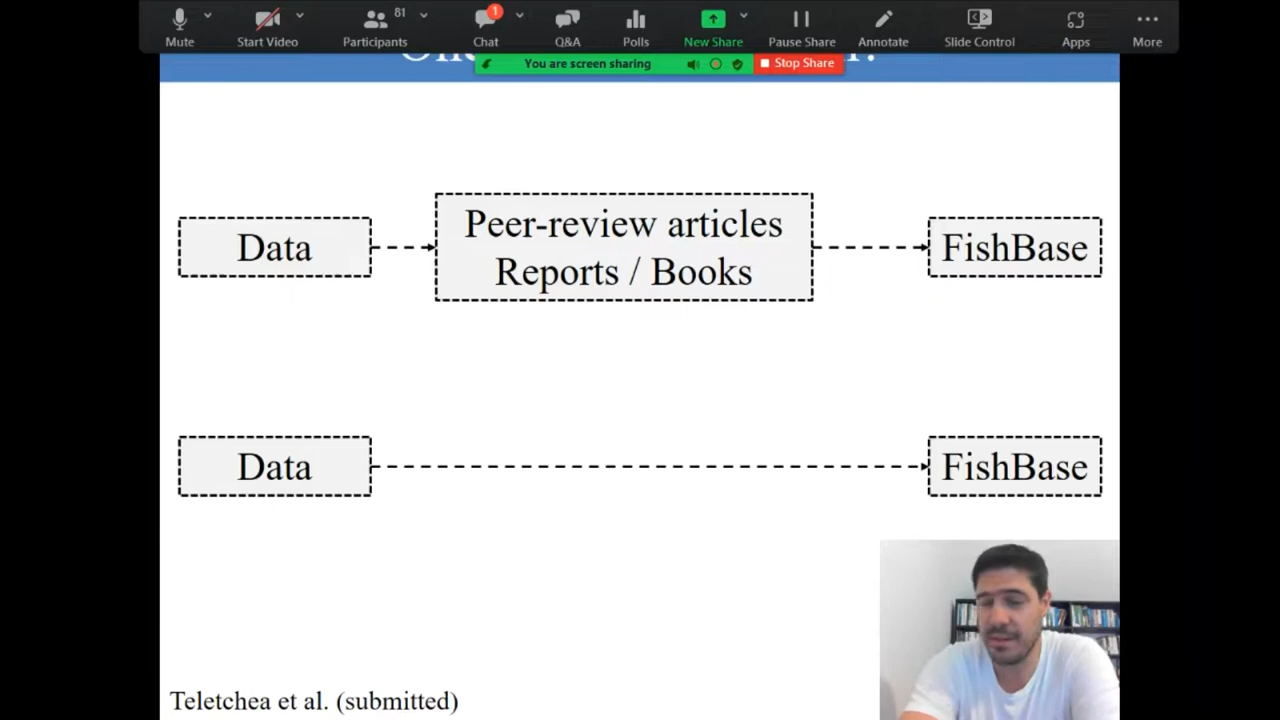 81
1
Mute
Start Video
Participants
Chat
Q&A
Polls
New Share
Pause Share
Annotate
Slide Control
Apps
More
You are screen sharing
Stop Share
Data
Peer-review articles
Reports / Books
FishBase
Data
FishBase
Teletchea et al. (submitted)